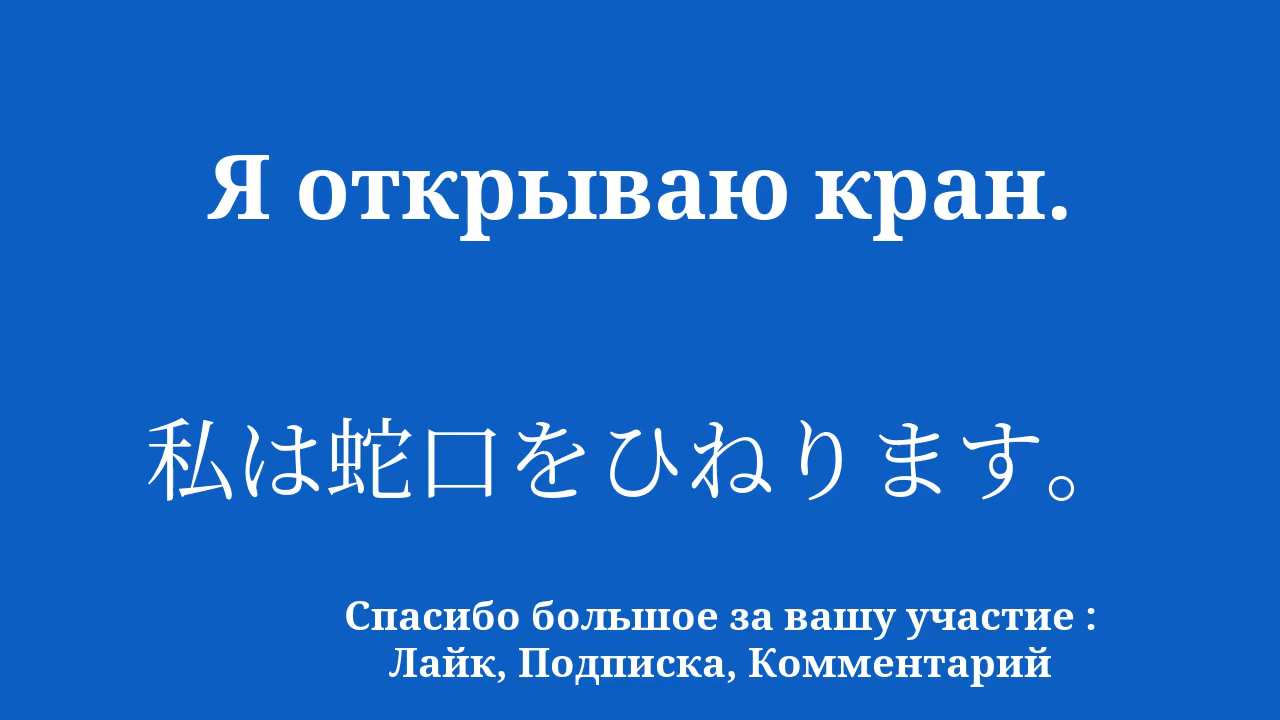 Я открываю кран.
私は蛇口をひねります。
Спасибо большое за вашу участие :
Лайк, Подписка, Комментарий